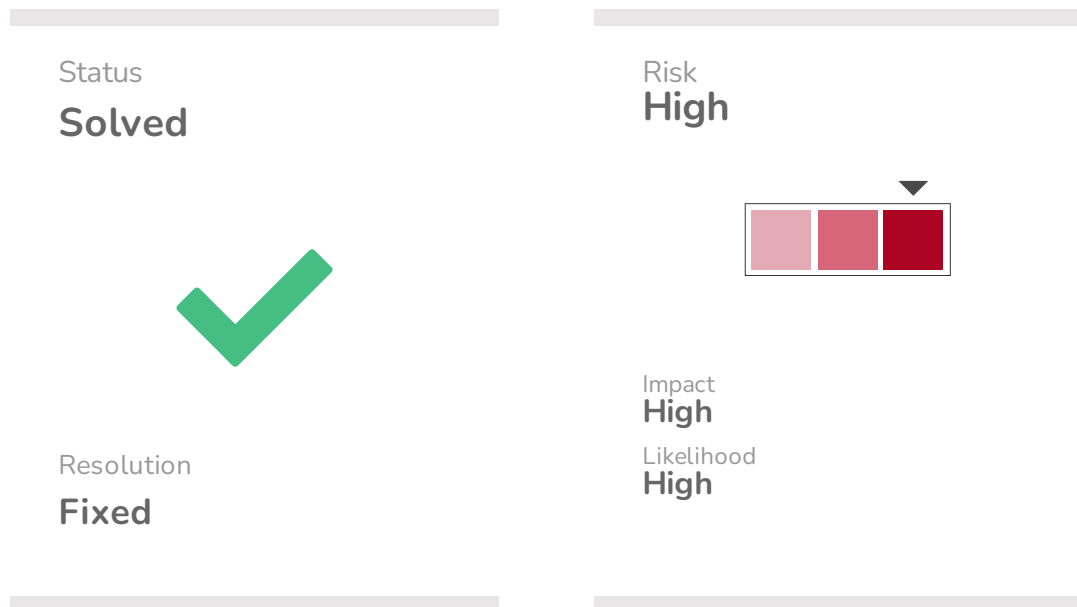 Status
Solved
Resolution
Fixed
Risk
High
Impact
High
Likelihood
High